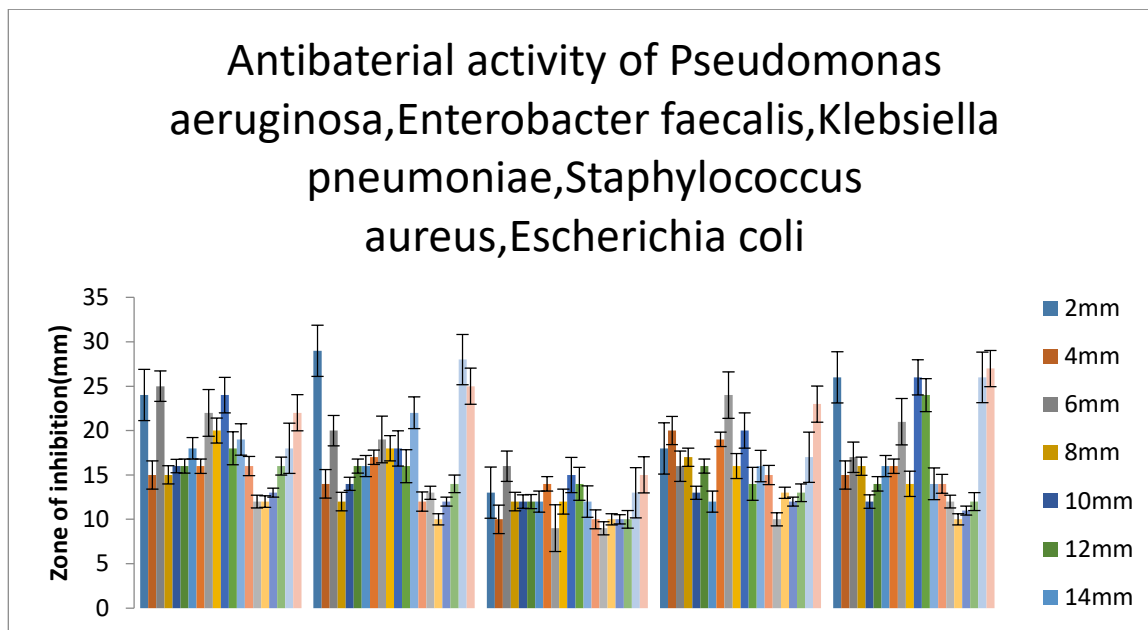 Antibaterial activity of Pseudomonas
aeruginosa,Enterobacter faecalis,Klebsiella
pneumoniae,Staphylococcus
aureus,Escherichia coli
Zone of inhibition(mm)
35
30
25
20
15
10
5
0
2mm
4mm
6mm
8mm
10mm
12mm
14mm